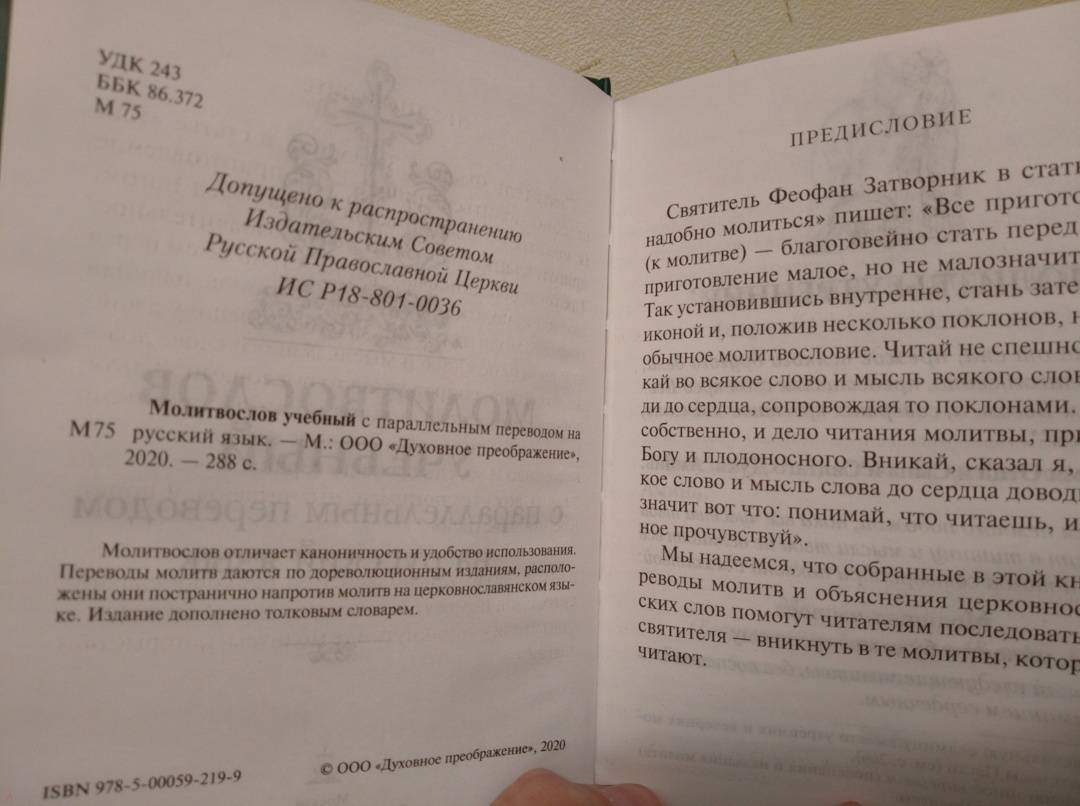 УДК 243
ББК 86.372
М 75
Допущено к распространению
Издательским Советом
Русской Православной Церкви
ИС Р18-801-0036
Молитвослов учебный с параллельным переводом на
М75 русский язык. — М.: ООО «Духовное преображение»,
2020. — 288 с.
Молитвослов отличает каноничность и удобство использования.
Переводы молитв даются по дореволюционным изданиям, располо-
жены они постранично напротив молитв на церковнославянском язы-
ке. Издание дополнено толковым словарем.
ISBN 978-5-00059-219-9
© ООО «Духовное преображение», 2020
ПРЕДИСЛОВИЕ
Святитель Феофан Затворник в стать
надобно молиться» пишет: «Все пригото
(к молитве) — благоговейно стать перед
приготовление малое, но не малозначит
Так установившись внутренне, стань зате
иконой и, положив несколько поклонов, н
обычное молитвословие. Читай не спешно
кай во всякое слово и мысль всякого слов
ди до сердца, сопровождая то поклонами.
собственно, и дело читания молитвы, при
Богу и плодоносного. Вникай, сказал я,
кое слово и мысль слова до сердца доводи
значит вот что: понимай, что читаешь, и
ное прочувствуй».
Мы надеемся, что собранные в этой кн
реводы молитв и объяснения церковнос
ских слов помогут читателям последовать
святителя — вникнуть в те молитвы, котор
читают.